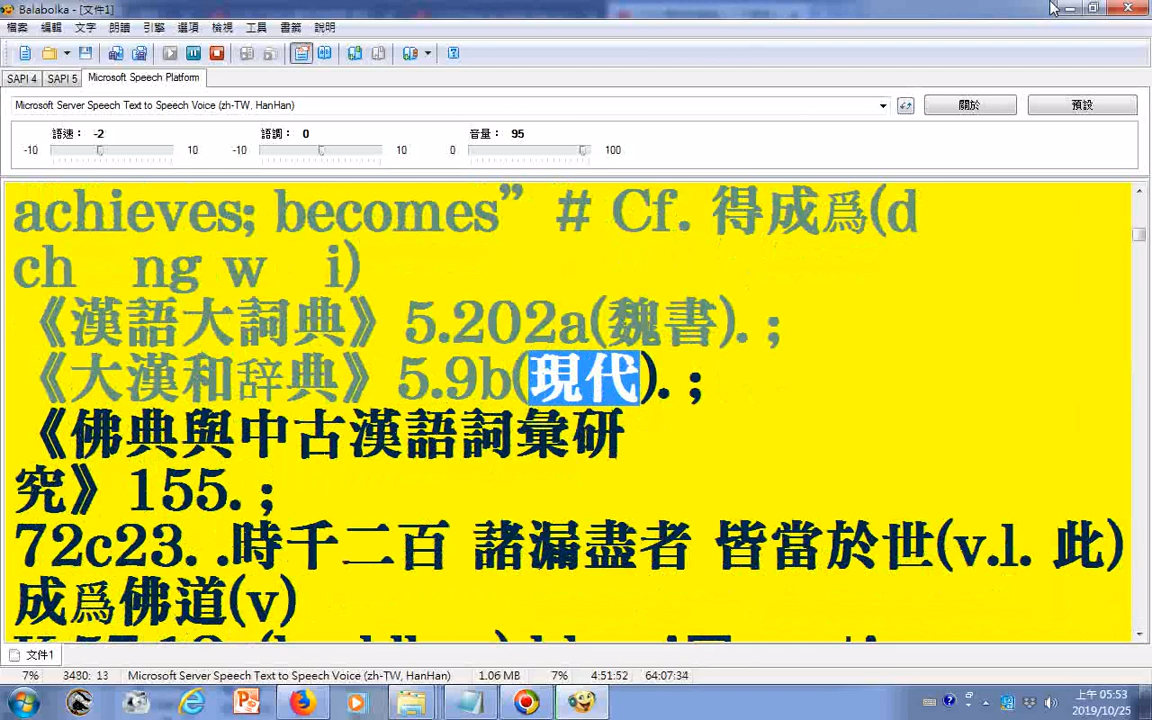 Balabolka - [文件1]
檔案 編輯 文字 朗讀 引擎 選項 檢視 工具 書籤 說明
SAPI 4 SAPI 5 Microsoft Speech Platform
Microsoft Server Speech Text to Speech Voice (zh-TW, HanHan) 關於 預設
語速： -2 語調： 0 音量： 95
-10 10 -10 10 0 100
achieves; becomes” # Cf. 得成爲(d
ch ng w i)
《漢語大詞典》5.202a(魏書). ;
《大漢和辞典》5.9b(現代). ;
《佛典與中古漢語詞彙研
究》155. ;
72c23. .時千二百 諸漏盡者 皆當於世(v.l. 此)
成爲佛道(v)
文件1
7% 3480: 13 Microsoft Server Speech Text to Speech Voice (zh-TW, HanHan) 1.06 MB 7% 4:51:52 64:07:34
上午 05:53
2019/10/25